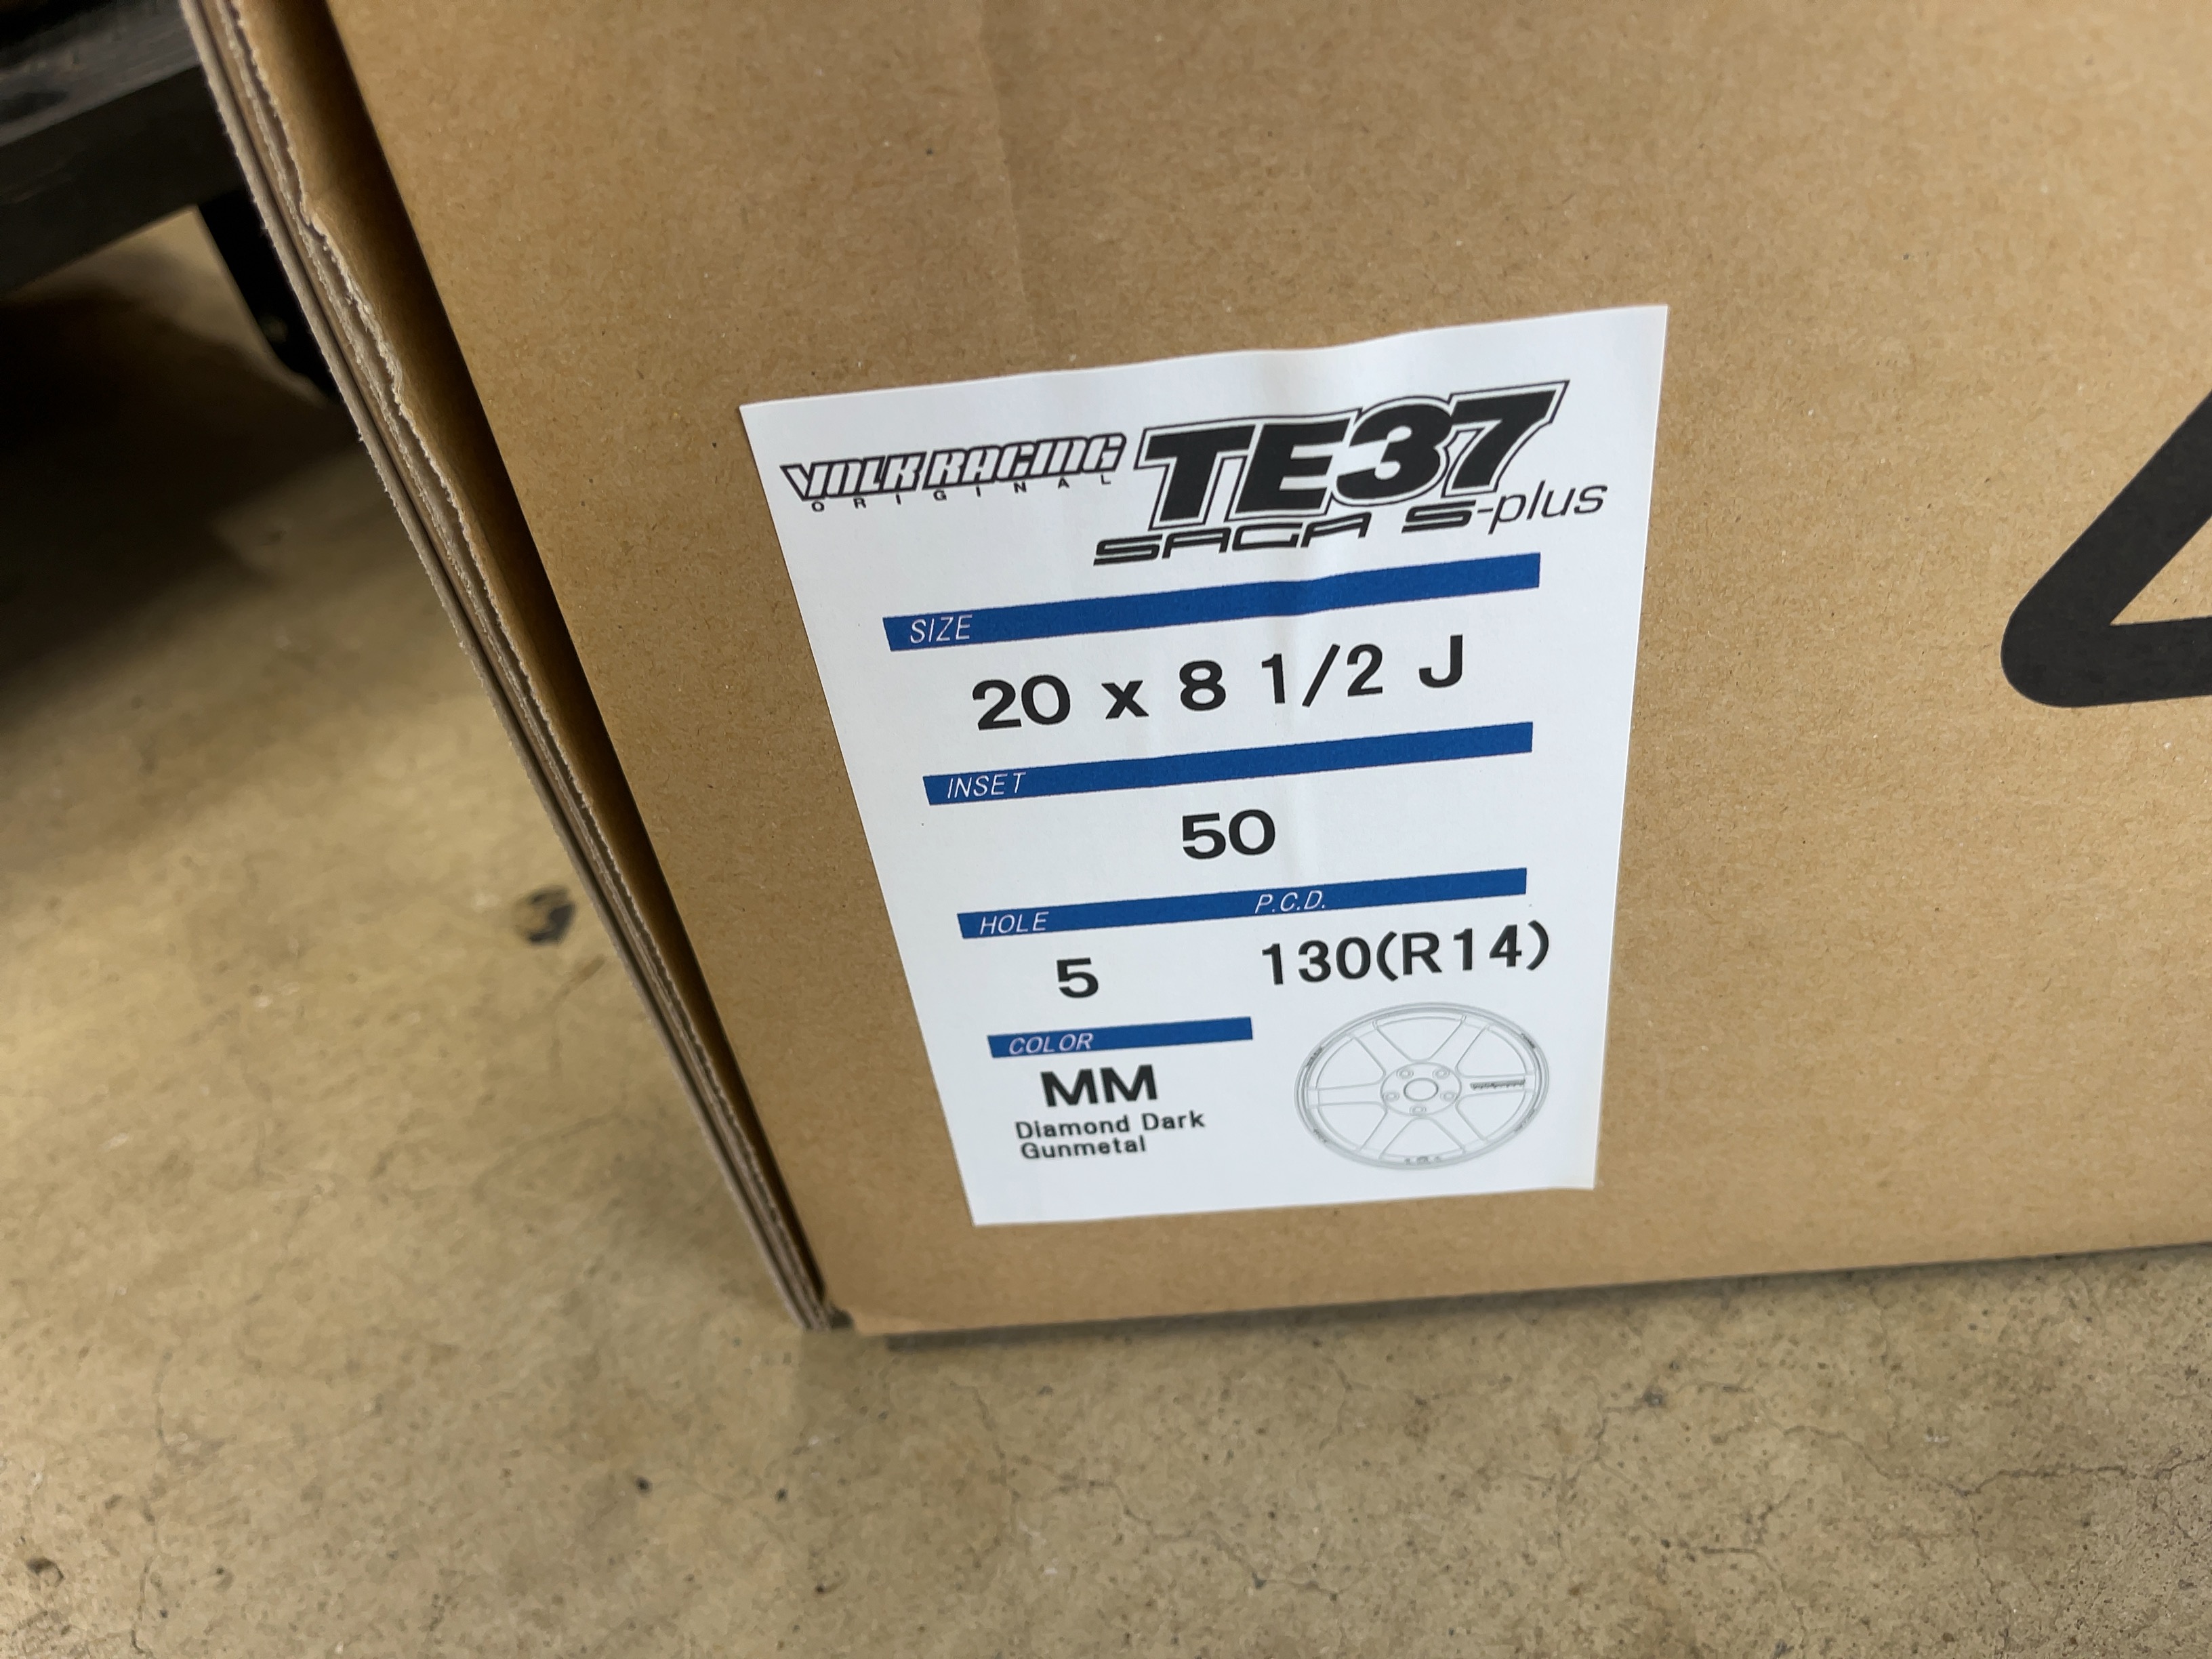 VOLK RACING TE37
ORIGINAL
SAGA S-plus
SIZE
20 x 8 1/2 J
INSET
50
HOLE P.C.D.
5 130(R14)
COLOR
MM
Diamond Dark
Gunmetal